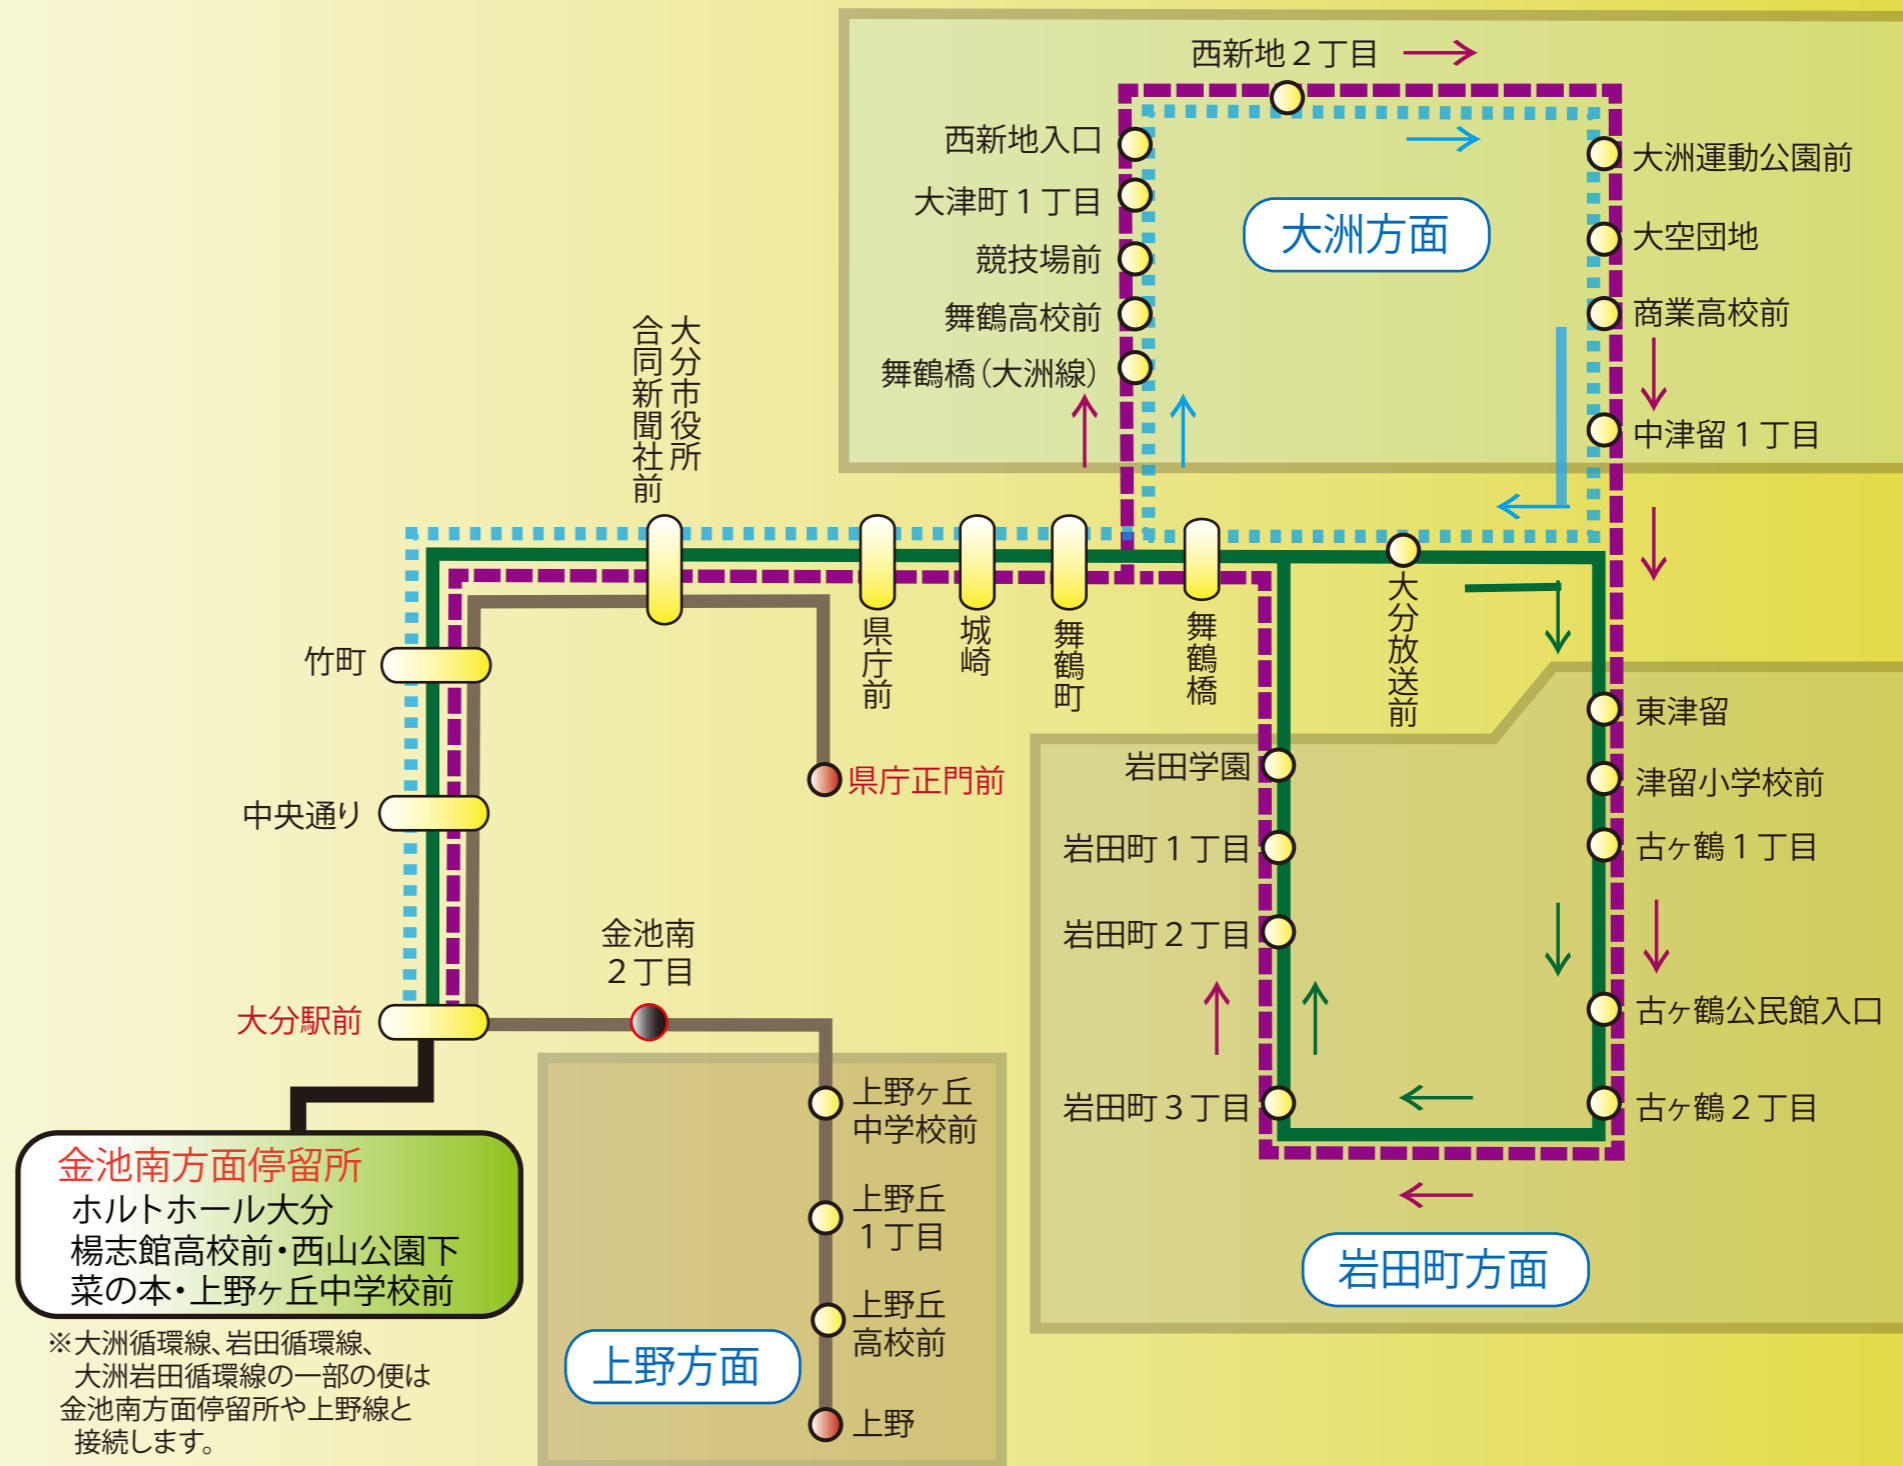 西新地２丁目
西新地入口
大津町１丁目
競技場前
舞鶴高校前
舞鶴橋（大洲線）
大洲方面
大洲運動公園前
大空団地
商業高校前
中津留１丁目
大分市役所
合同新聞社前
県庁前
城崎
舞鶴町
舞鶴橋
大分放送前
竹町
中央通り
大分駅前
県庁正門前
金池南
２丁目
岩田学園
岩田町１丁目
岩田町２丁目
岩田町３丁目
東津留
津留小学校前
古ヶ鶴１丁目
古ヶ鶴公民館入口
古ヶ鶴２丁目
岩田町方面
上野ヶ丘
中学校前
上野丘
１丁目
上野丘
高校前
上野
上野方面
金池南方面停留所
ホルトホール大分
楊志館高校前・西山公園下
菜の本・上野ヶ丘中学校前
※大洲循環線、岩田循環線、
大洲岩田循環線の一部の便は
金池南方面停留所や上野線と
接続します。